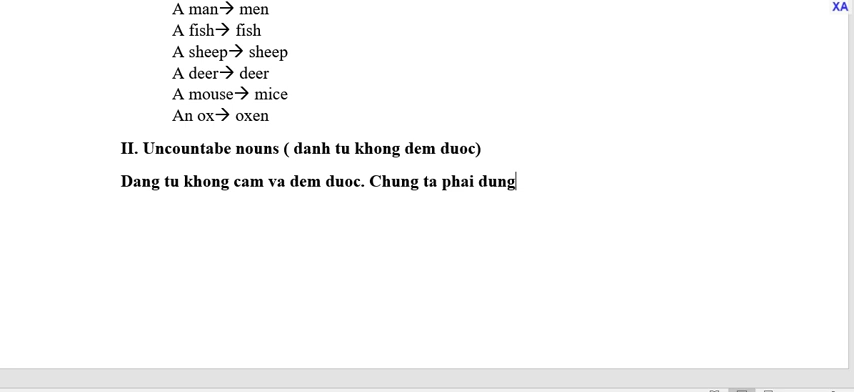 A man→ men
XA
A fish→ fish
A sheep→ sheep
A deer→ deer
A mouse→ mice
An ox→ oxen
II. Uncountabe nouns ( danh tu khong dem duoc)
Dang tu khong cam va dem duoc. Chung ta phai dung